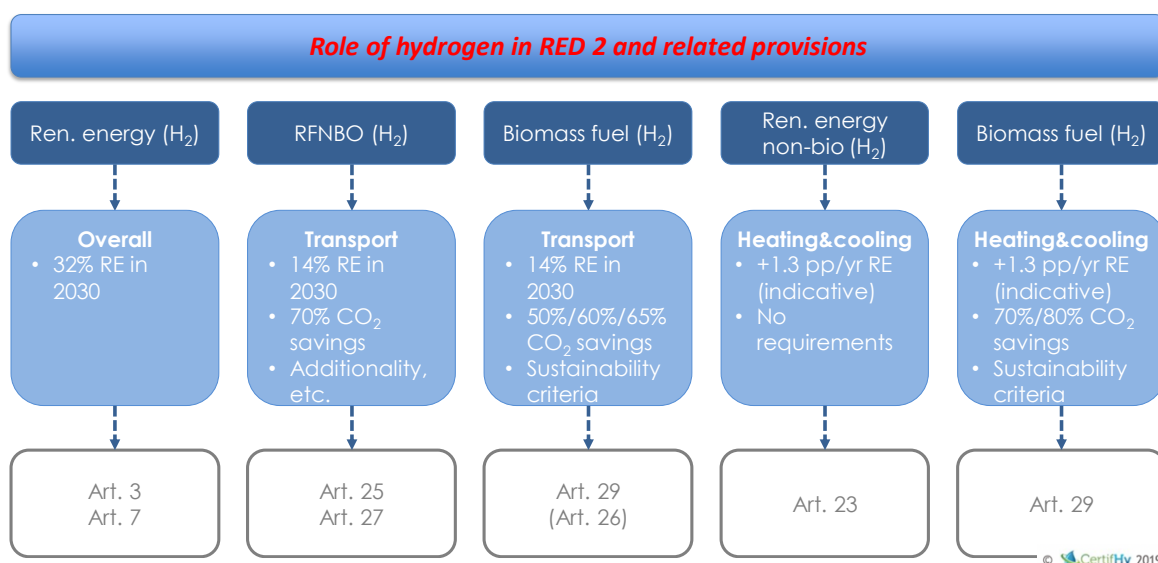 Role of hydrogen in RED 2 and related provisions
Ren. energy (H₂)
Overall
• 32% RE in
2030
Art. 3
Art. 7
RFNBO (H₂)
Transport
• 14% RE in
2030
• 70% CO₂
savings
• Additionality,
etc.
Art. 25
Art. 27
Biomass fuel (H₂)
Transport
• 14% RE in
2030
• 50%/60%/65%
CO₂ savings
• Sustainability
criteria
Art. 29
(Art. 26)
Ren. energy
non-bio (H₂)
Heating&cooling
• +1.3 pp/yr RE
(indicative)
• No
requirements
Art. 23
Biomass fuel (H₂)
Heating&cooling
• +1.3 pp/yr RE
(indicative)
• 70%/80% CO₂
savings
• Sustainability
criteria
Art. 29
© CertifHy 2019